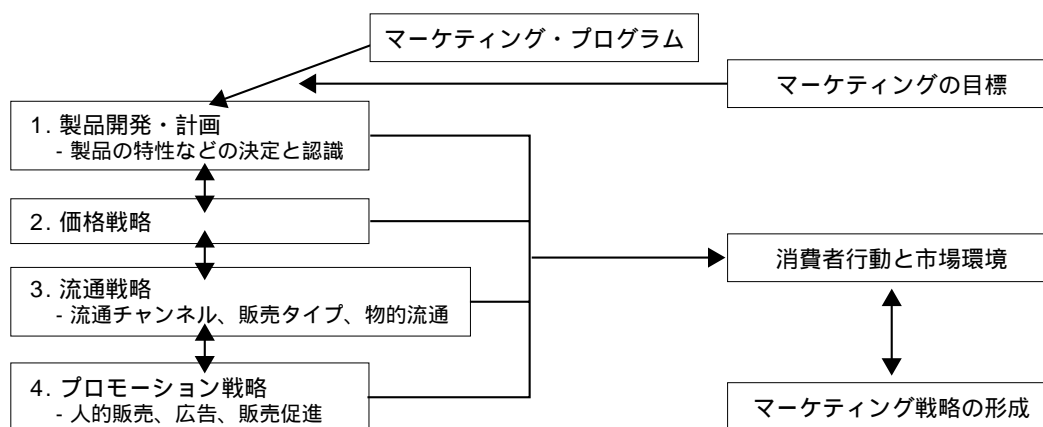 マーケティング・プログラム
マーケティングの目標
1. 製品開発・計画
- 製品の特性などの決定と認識
2. 価格戦略
消費者行動と市場環境
3. 流通戦略
- 流通チャンネル、販売タイプ、物的流通
4. プロモーション戦略
- 人的販売、広告、販売促進
マーケティング戦略の形成